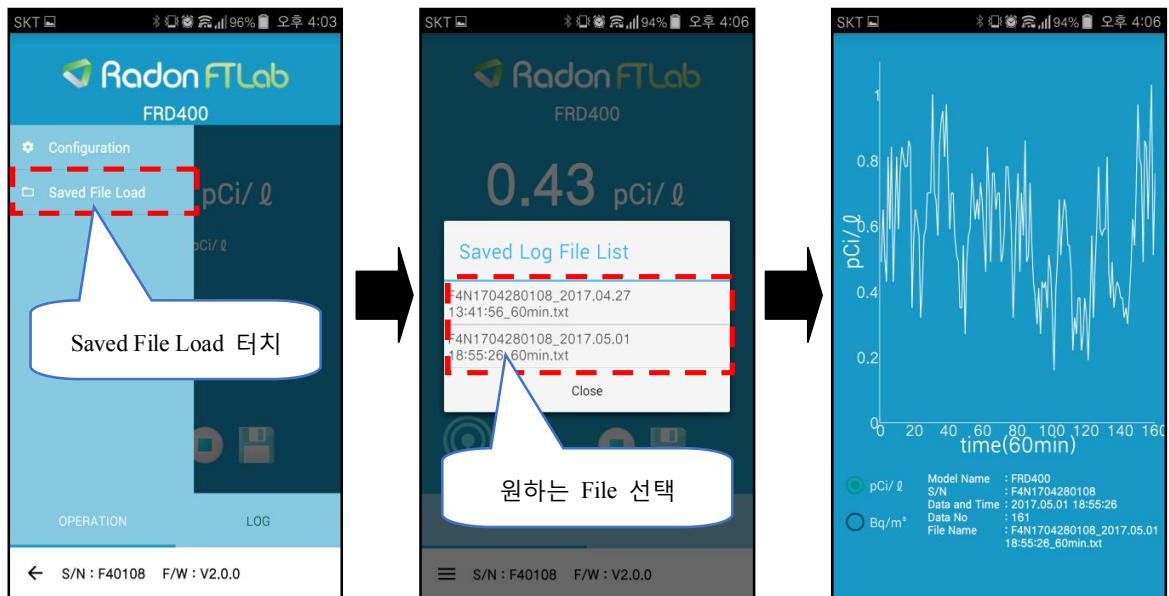 SKT 96% 오후 4:03
Radon FTLab
FRD400
Configuration
Saved File Load
pCi/ℓ
pCi/ℓ
Saved File Load 터치
OPERATION LOG
S/N : F40108 F/W : V2.0.0
SKT 94% 오후 4:06
Radon FTLab
FRD400
0.43 pCi/ℓ
Saved Log File List
F4N1704280108_2017.04.27
13:41:56_60min.txt
F4N1704280108_2017.05.01
18:55:26_60min.txt
Close
원하는 File 선택
S/N : F40108 F/W : V2.0.0
SKT 94% 오후 4:06
1
0.8
0.6
0.4
0.2
0
pCi/ℓ
0 20 40 60 80 100 120 140 160
time(60min)
pCi/ℓ
Bq/m³
Model Name : FRD400
S/N : F4N1704280108
Data and Time : 2017.05.01 18:55:26
Data No : 161
File Name : F4N1704280108_2017.05.01
18:55:26_60min.txt